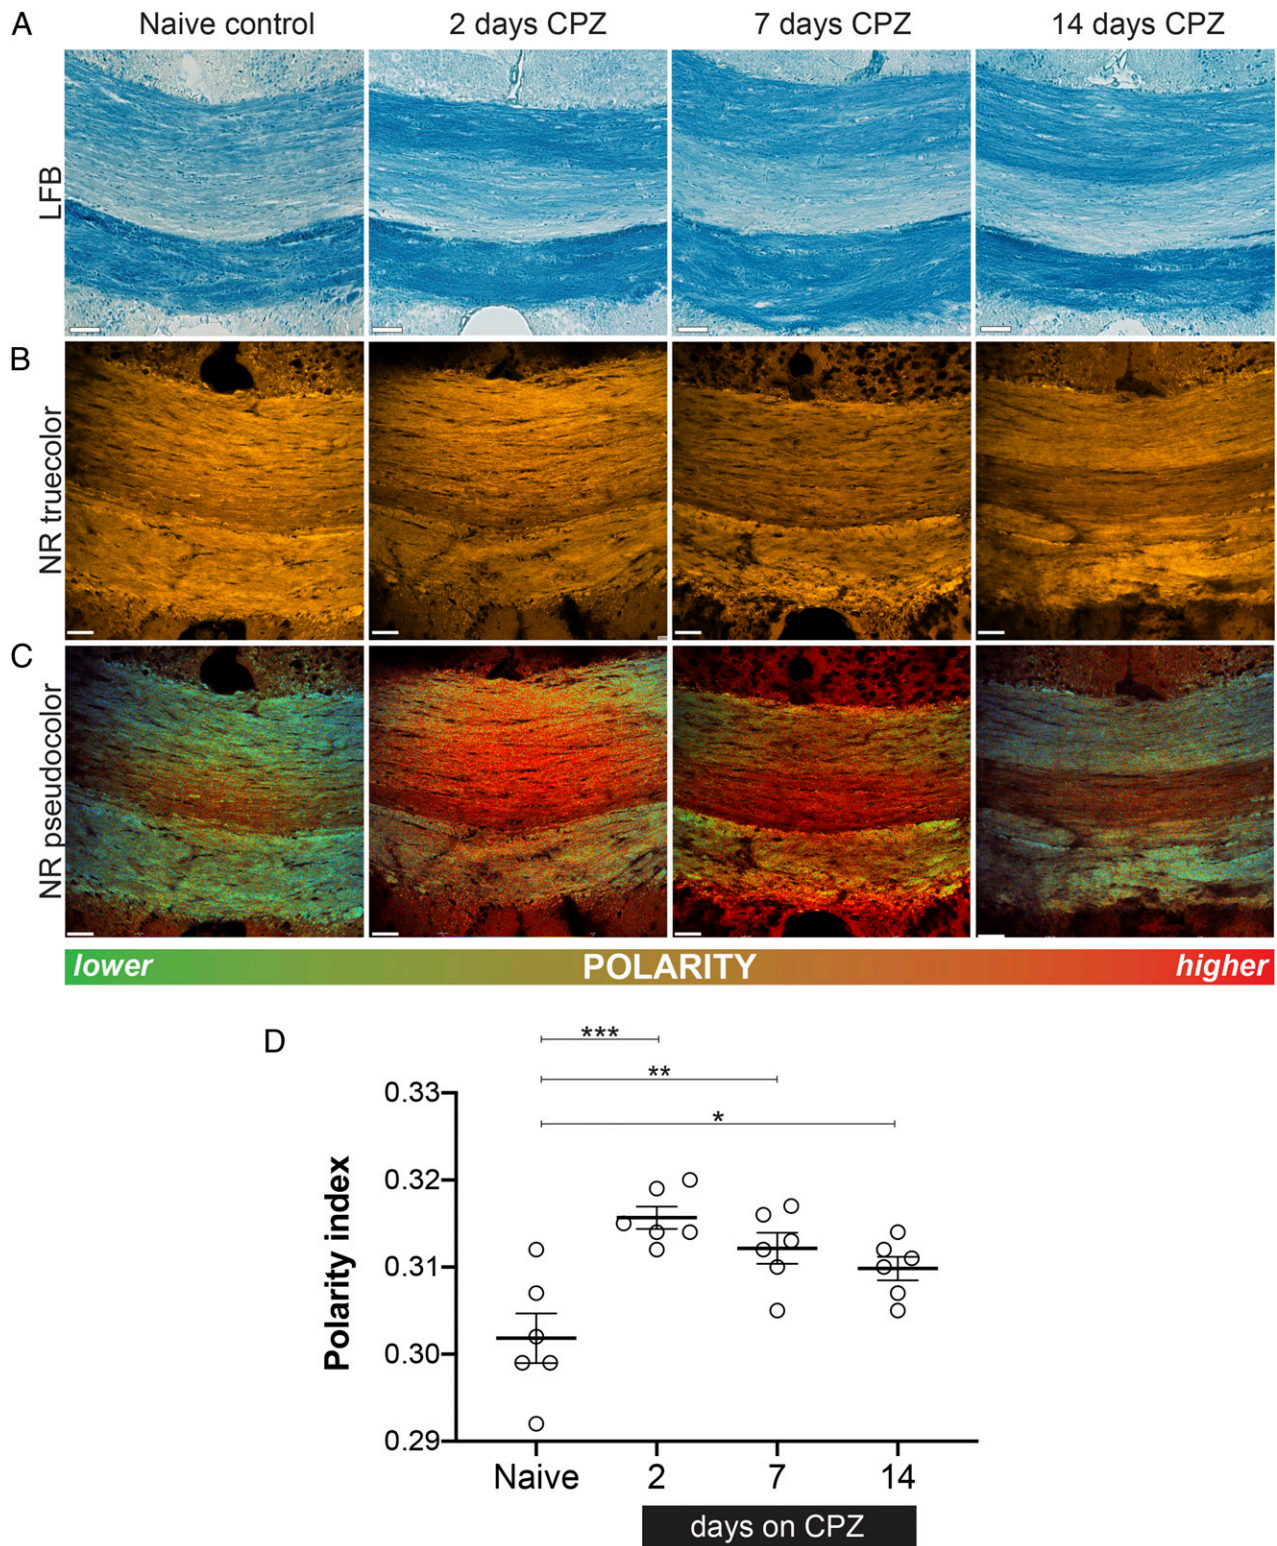 A
Naive control
2 days CPZ
7 days CPZ
14 days CPZ
LFB
B
NR truecolor
C
NR pseudocolor
lower
POLARITY
higher
D
***
**
*
Polarity index
0.33
0.32
0.31
0.30
0.29
Naive
2
7
14
days on CPZ